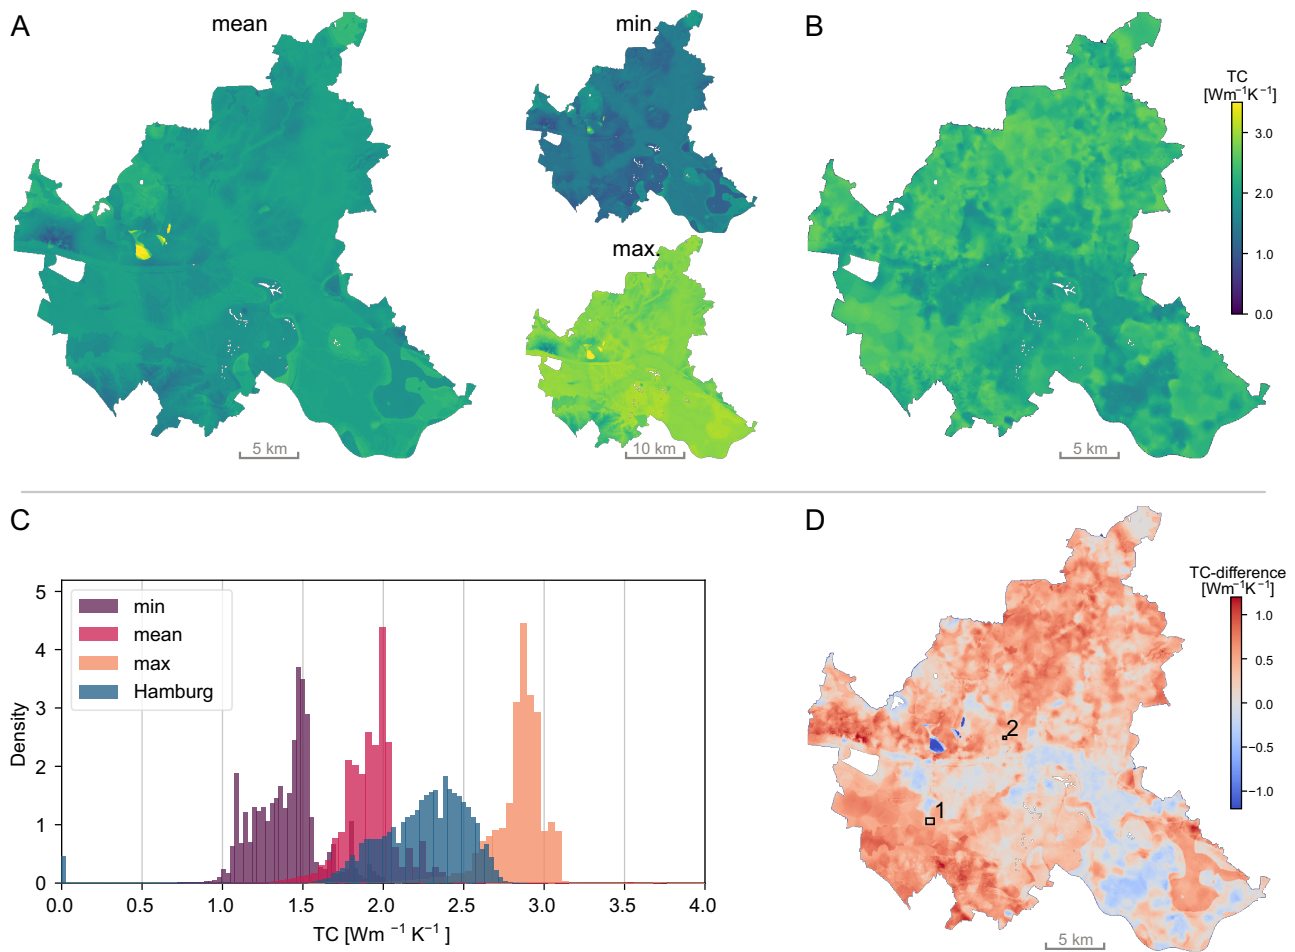 A
mean
min.
max.
5 km
10 km
B
TC
[Wm⁻¹K⁻¹]
3.0
2.0
1.0
0.0
5 km
C
5
4
3
2
1
0
Density
min
mean
max
Hamburg
0.0 0.5 1.0 1.5 2.0 2.5 3.0 3.5 4.0
TC [Wm ⁻¹ K⁻¹ ]
D
TC-difference
[Wm⁻¹K⁻¹]
1.0
0.5
0.0
−0.5
−1.0
2
1
5 km